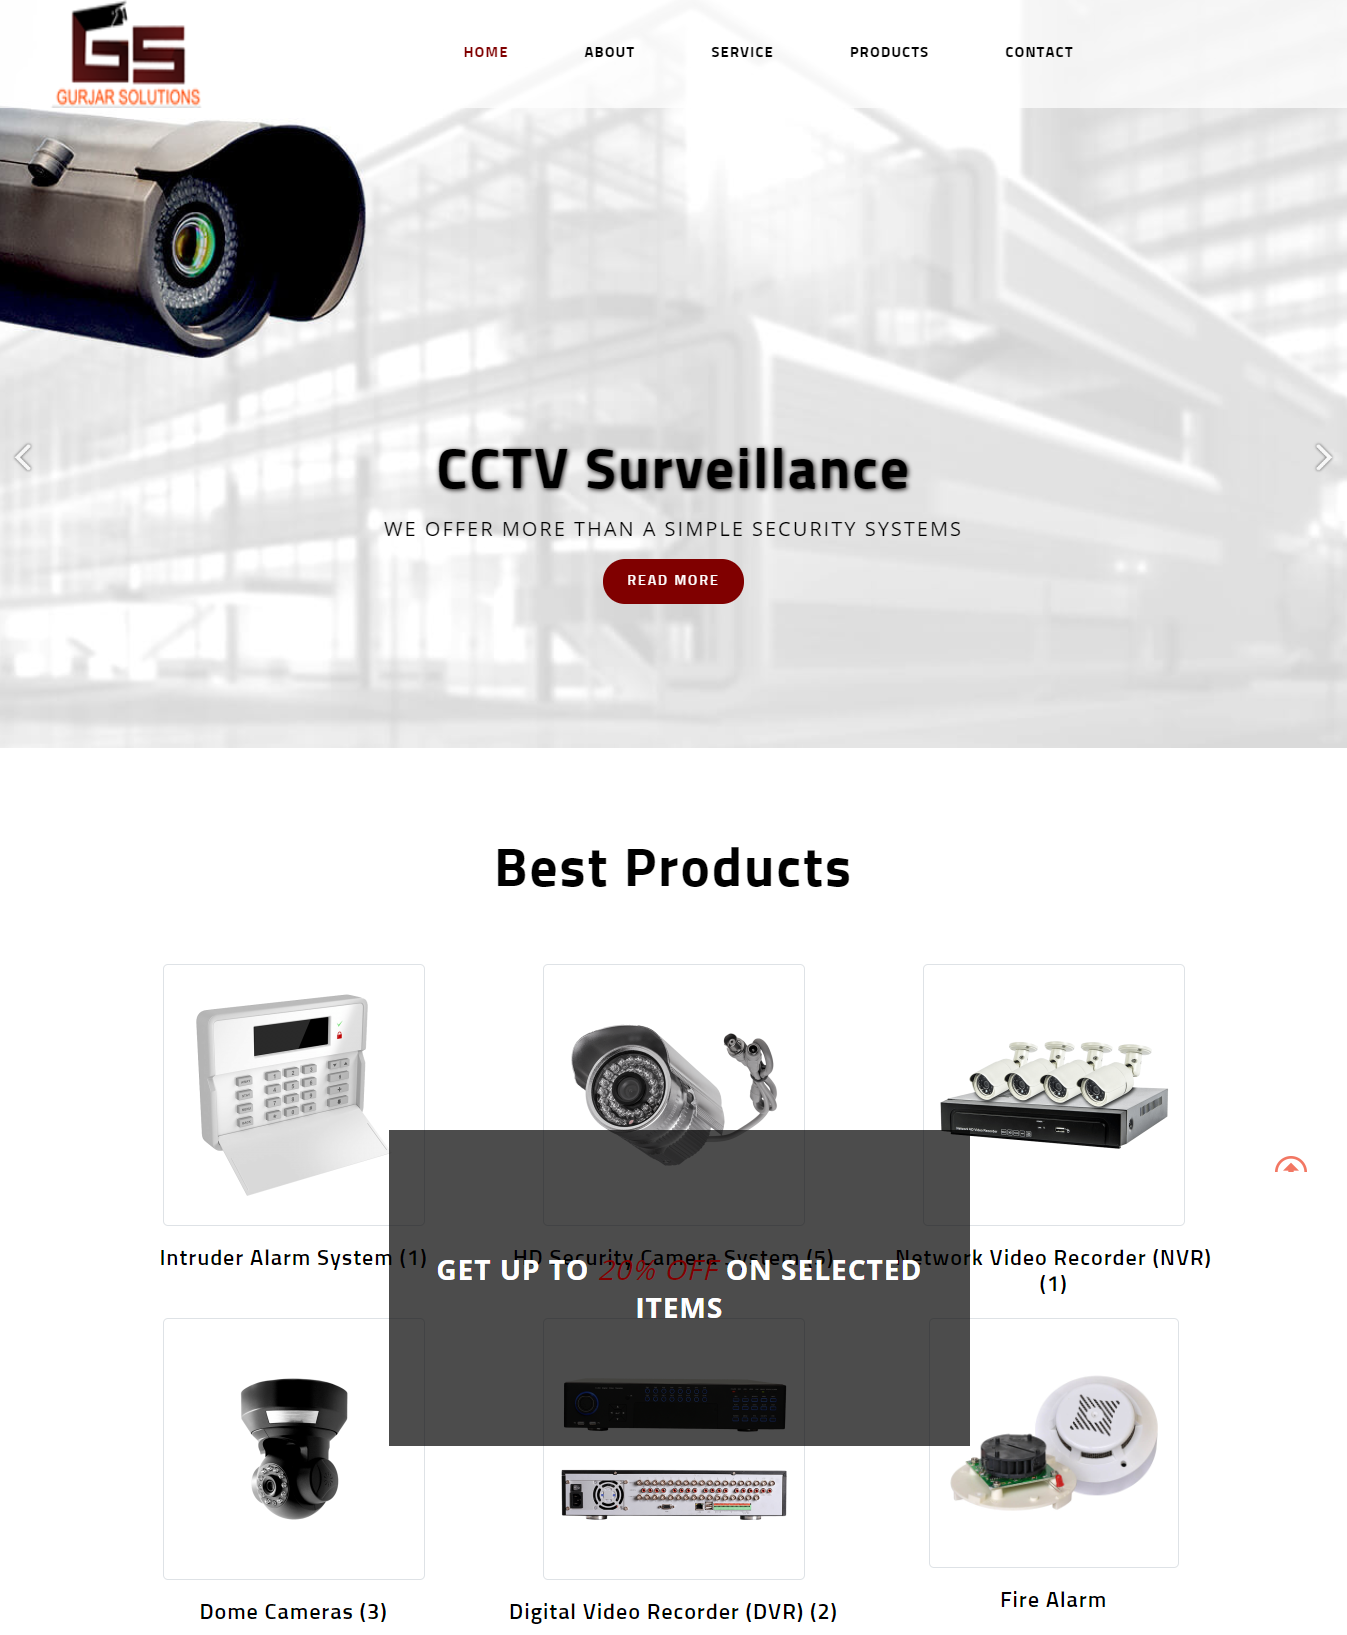 GS
GURJAR SOLUTIONS
HOME
ABOUT
SERVICE
PRODUCTS
CONTACT
CCTV Surveillance
WE OFFER MORE THAN A SIMPLE SECURITY SYSTEMS
READ MORE
Best Products
Intruder Alarm System (1)
HD Security Camera System (5)
Network Video Recorder (NVR)
(1)
GET UP TO 20% OFF ON SELECTED
ITEMS
Dome Cameras (3)
Digital Video Recorder (DVR) (2)
Fire Alarm